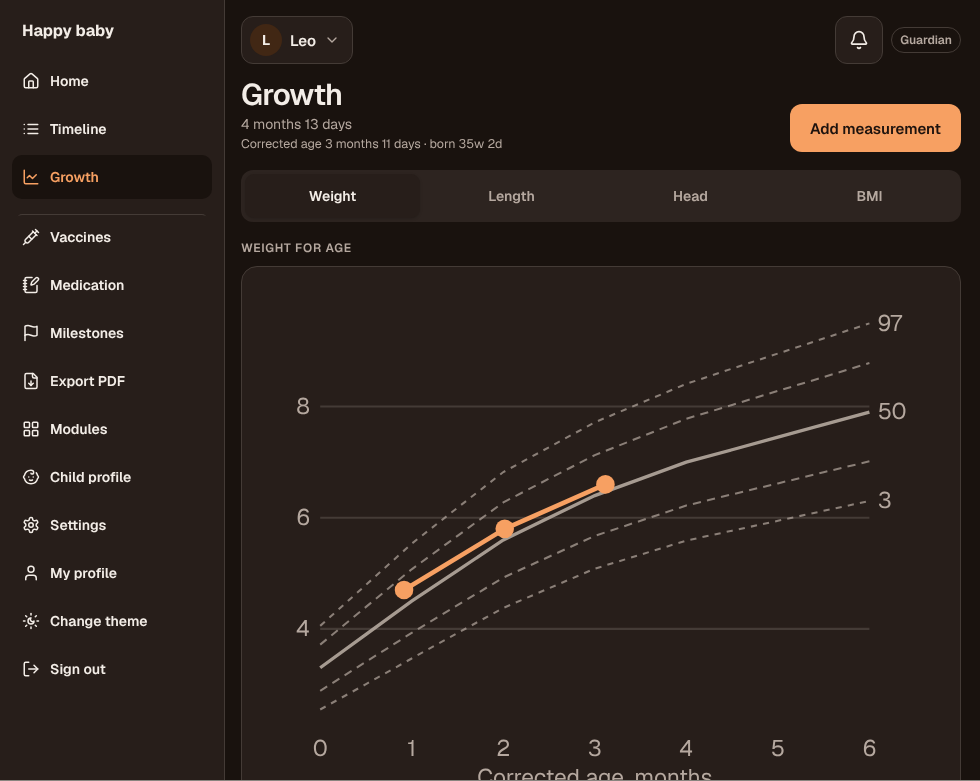 Happy baby
Home
Timeline
Growth
Vaccines
Medication
Milestones
Export PDF
Modules
Child profile
Settings
My profile
Change theme
Sign out
L Leo
Guardian
Growth
4 months 13 days
Corrected age 3 months 11 days · born 35w 2d
Add measurement
Weight Length Head BMI
WEIGHT FOR AGE
97
8
50
6
3
4
0 1 2 3 4 5 6
Corrected age, months